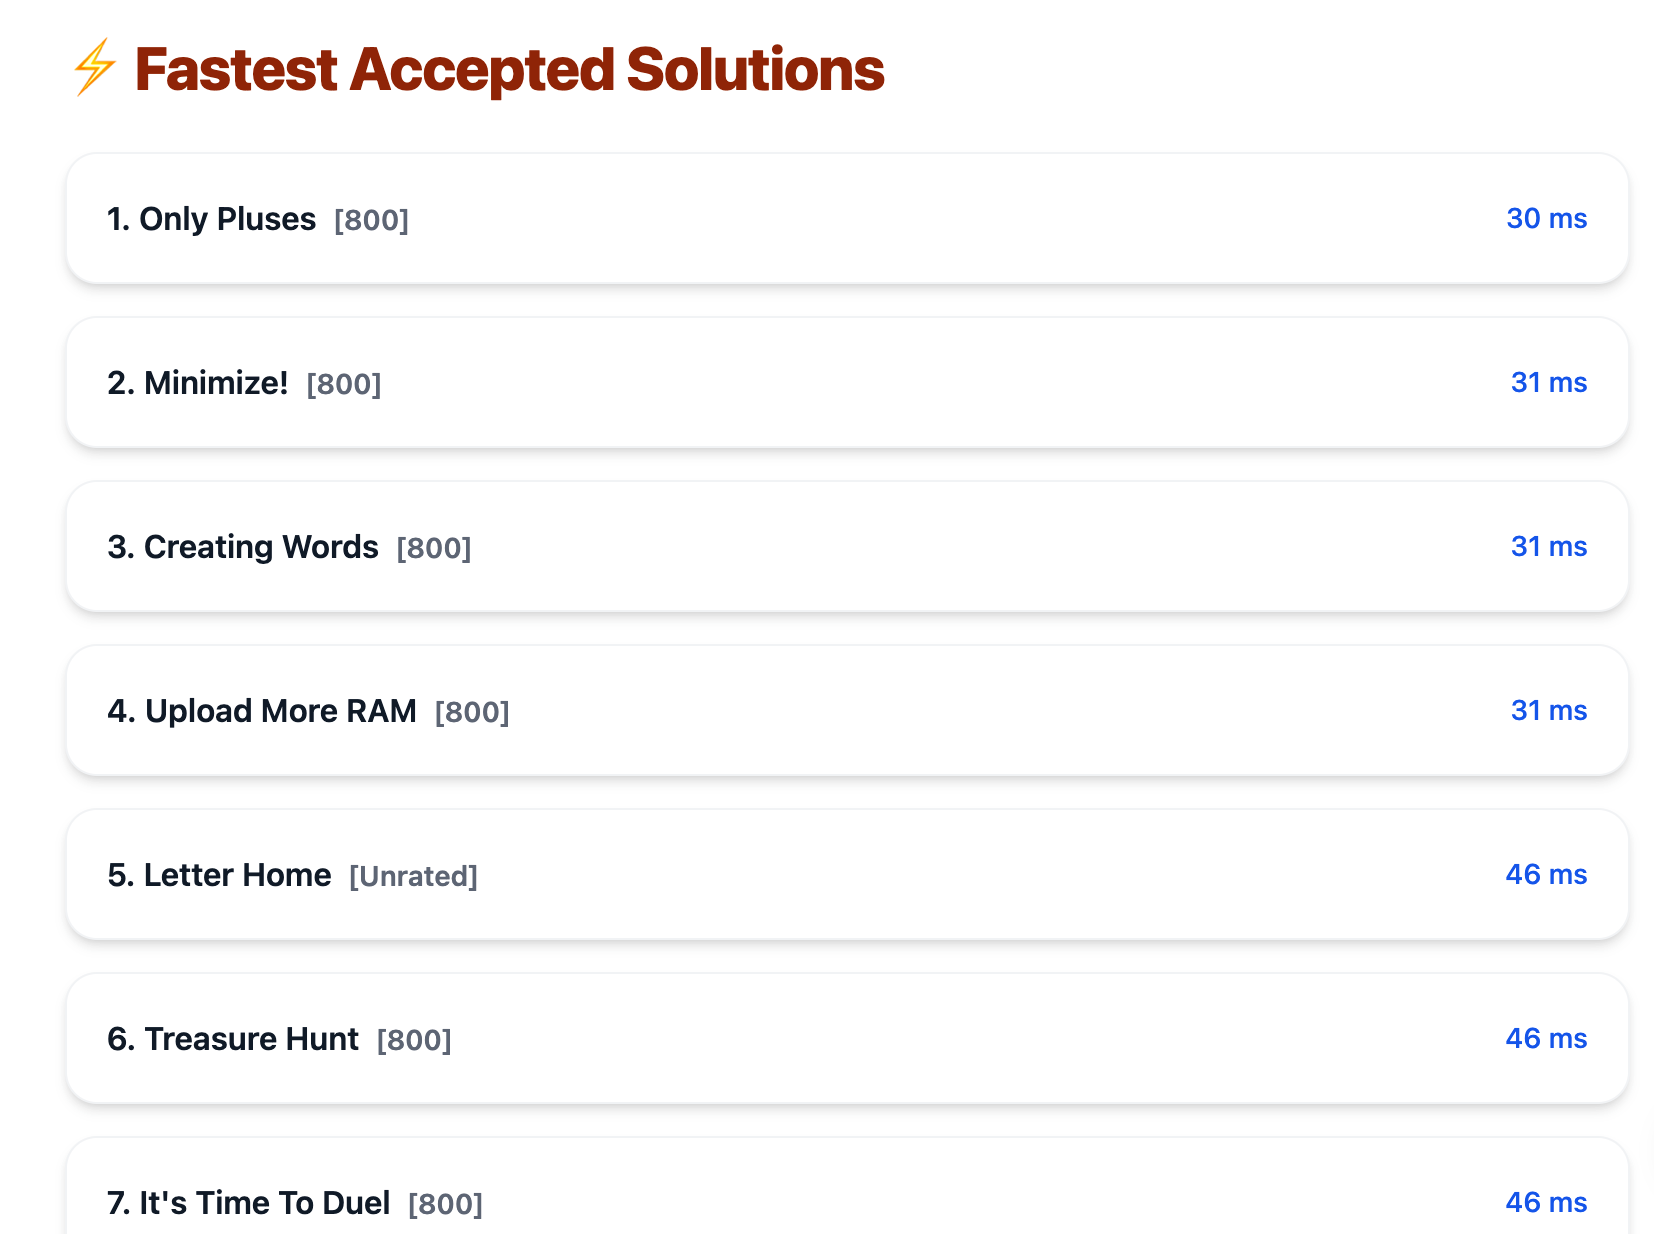 ⚡ Fastest Accepted Solutions
1. Only Pluses [800] 30 ms
2. Minimize! [800] 31 ms
3. Creating Words [800] 31 ms
4. Upload More RAM [800] 31 ms
5. Letter Home [Unrated] 46 ms
6. Treasure Hunt [800] 46 ms
7. It's Time To Duel [800] 46 ms